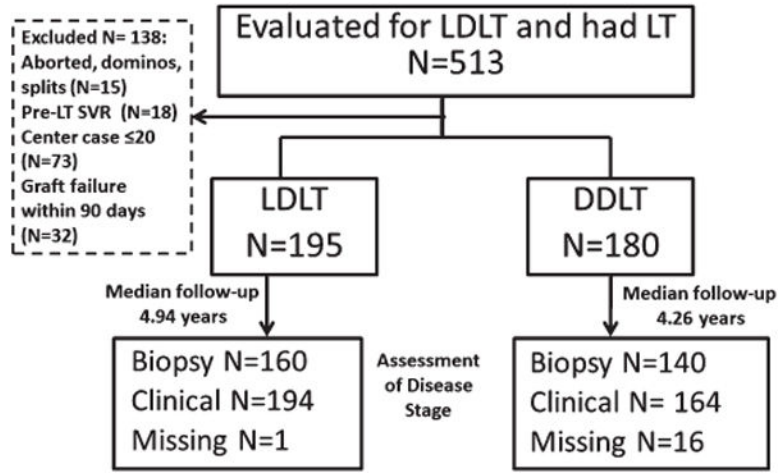 Evaluated for LDLT and had LT
N=513
Excluded N= 138:
Aborted, dominos,
splits (N=15)
Pre-LT SVR (N=18)
Center case ≤20
(N=73)
Graft failure
within 90 days
(N=32)
LDLT
N=195
DDLT
N=180
Median follow-up
4.94 years
Median follow-up
4.26 years
Biopsy N=160
Clinical N=194
Missing N=1
Assessment
of Disease
Stage
Biopsy N=140
Clinical N= 164
Missing N=16